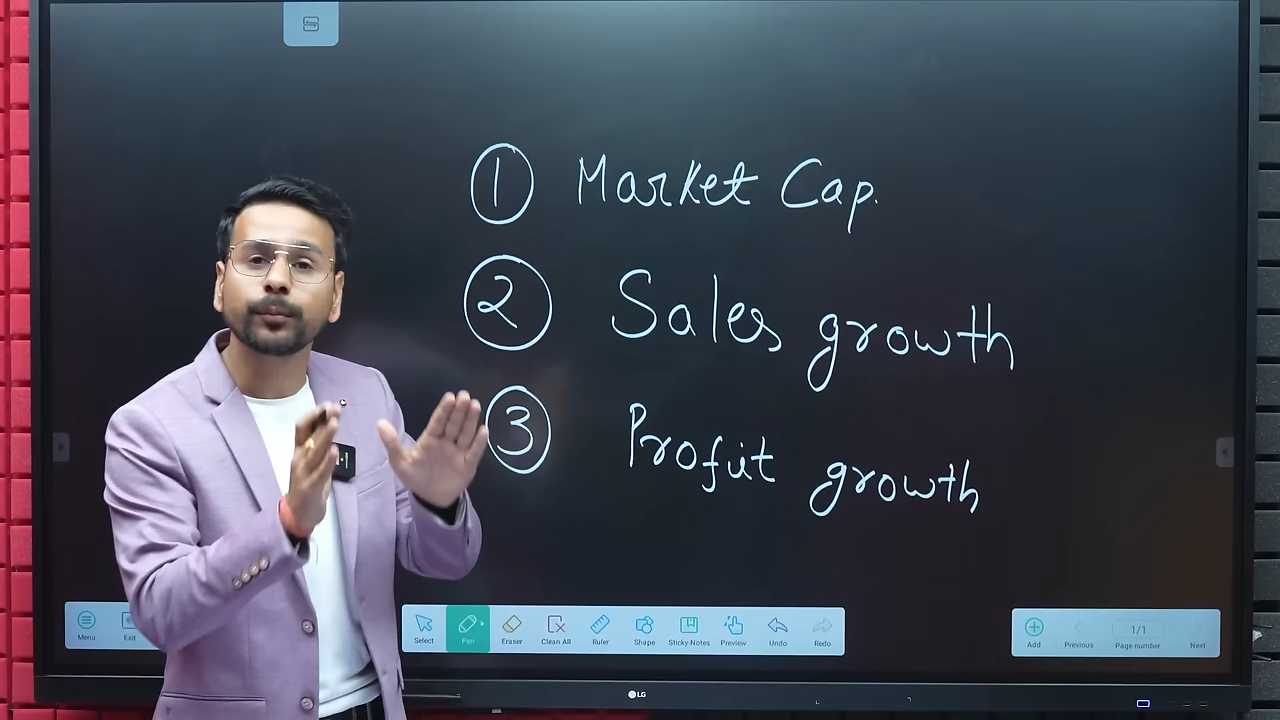 1 Market Cap.
2 Sales growth
3 Profit growth
Menu
Exit
Select
Pen
Eraser
Clean All
Ruler
Shape
Sticky-Notes
Preview
Undo
Redo
Add
Previous
1/1
Page number
Next
LG